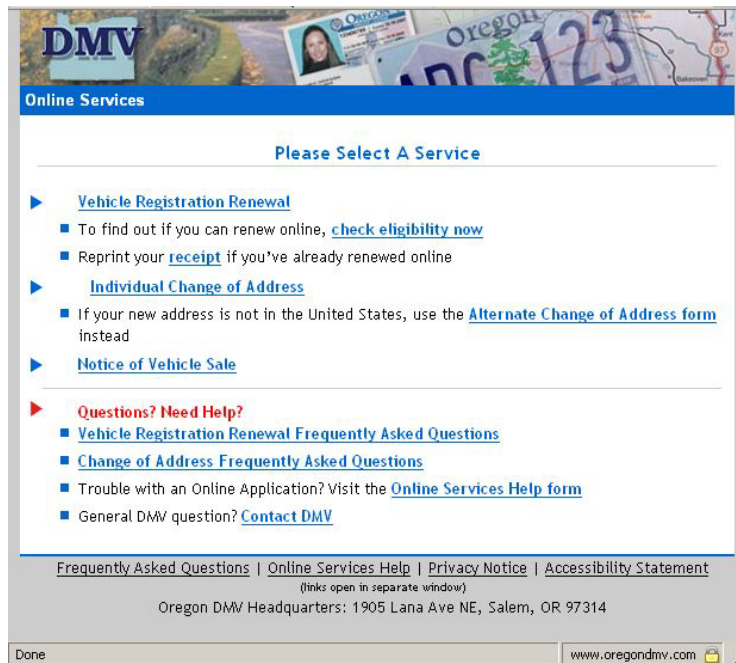 DMV
OREGON
Oregon
ABC 123
97
Online Services
Please Select A Service
Vehicle Registration Renewal
To find out if you can renew online, check eligibility now
Reprint your receipt if you've already renewed online
Individual Change of Address
If your new address is not in the United States, use the Alternate Change of Address form
instead
Notice of Vehicle Sale
Questions? Need Help?
Vehicle Registration Renewal Frequently Asked Questions
Change of Address Frequently Asked Questions
Trouble with an Online Application? Visit the Online Services Help form
General DMV question? Contact DMV
Frequently Asked Questions | Online Services Help | Privacy Notice | Accessibility Statement
(links open in separate window)
Oregon DMV Headquarters: 1905 Lana Ave NE, Salem, OR 97314
Done www.oregondmv.com